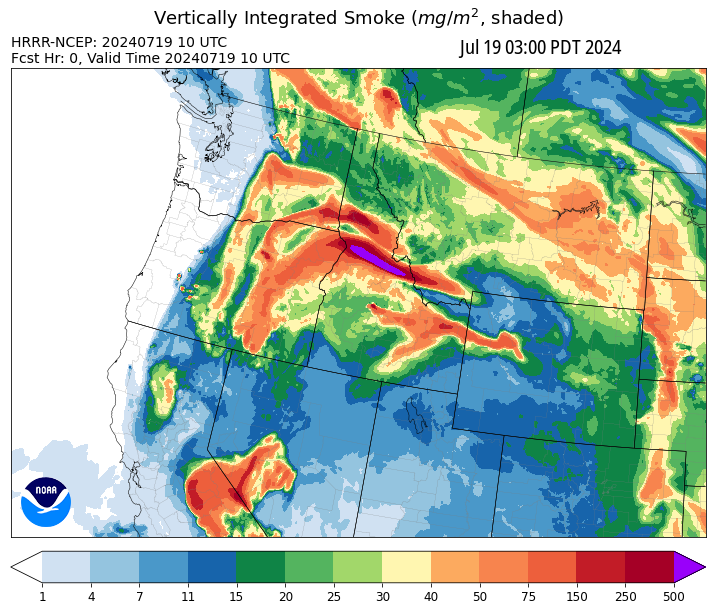 Vertically Integrated Smoke (mg/m², shaded)
HRRR-NCEP: 20240719 10 UTC
Jul 19 03:00 PDT 2024
Fcst Hr: 0, Valid Time 20240719 10 UTC
NOAA
1 4 7 11 15 20 25 30 40 50 75 150 250 500